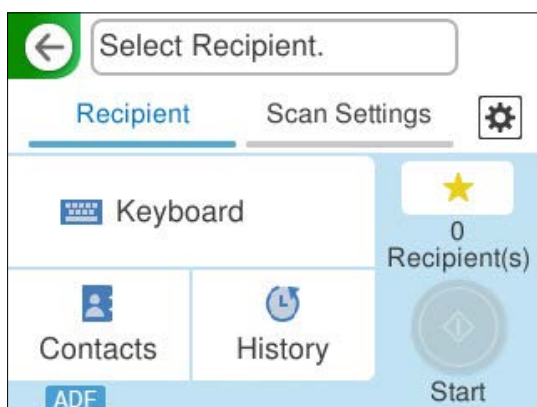 Select Recipient.
Recipient
Scan Settings
Keyboard
0
Recipient(s)
Contacts
History
Start
ADF